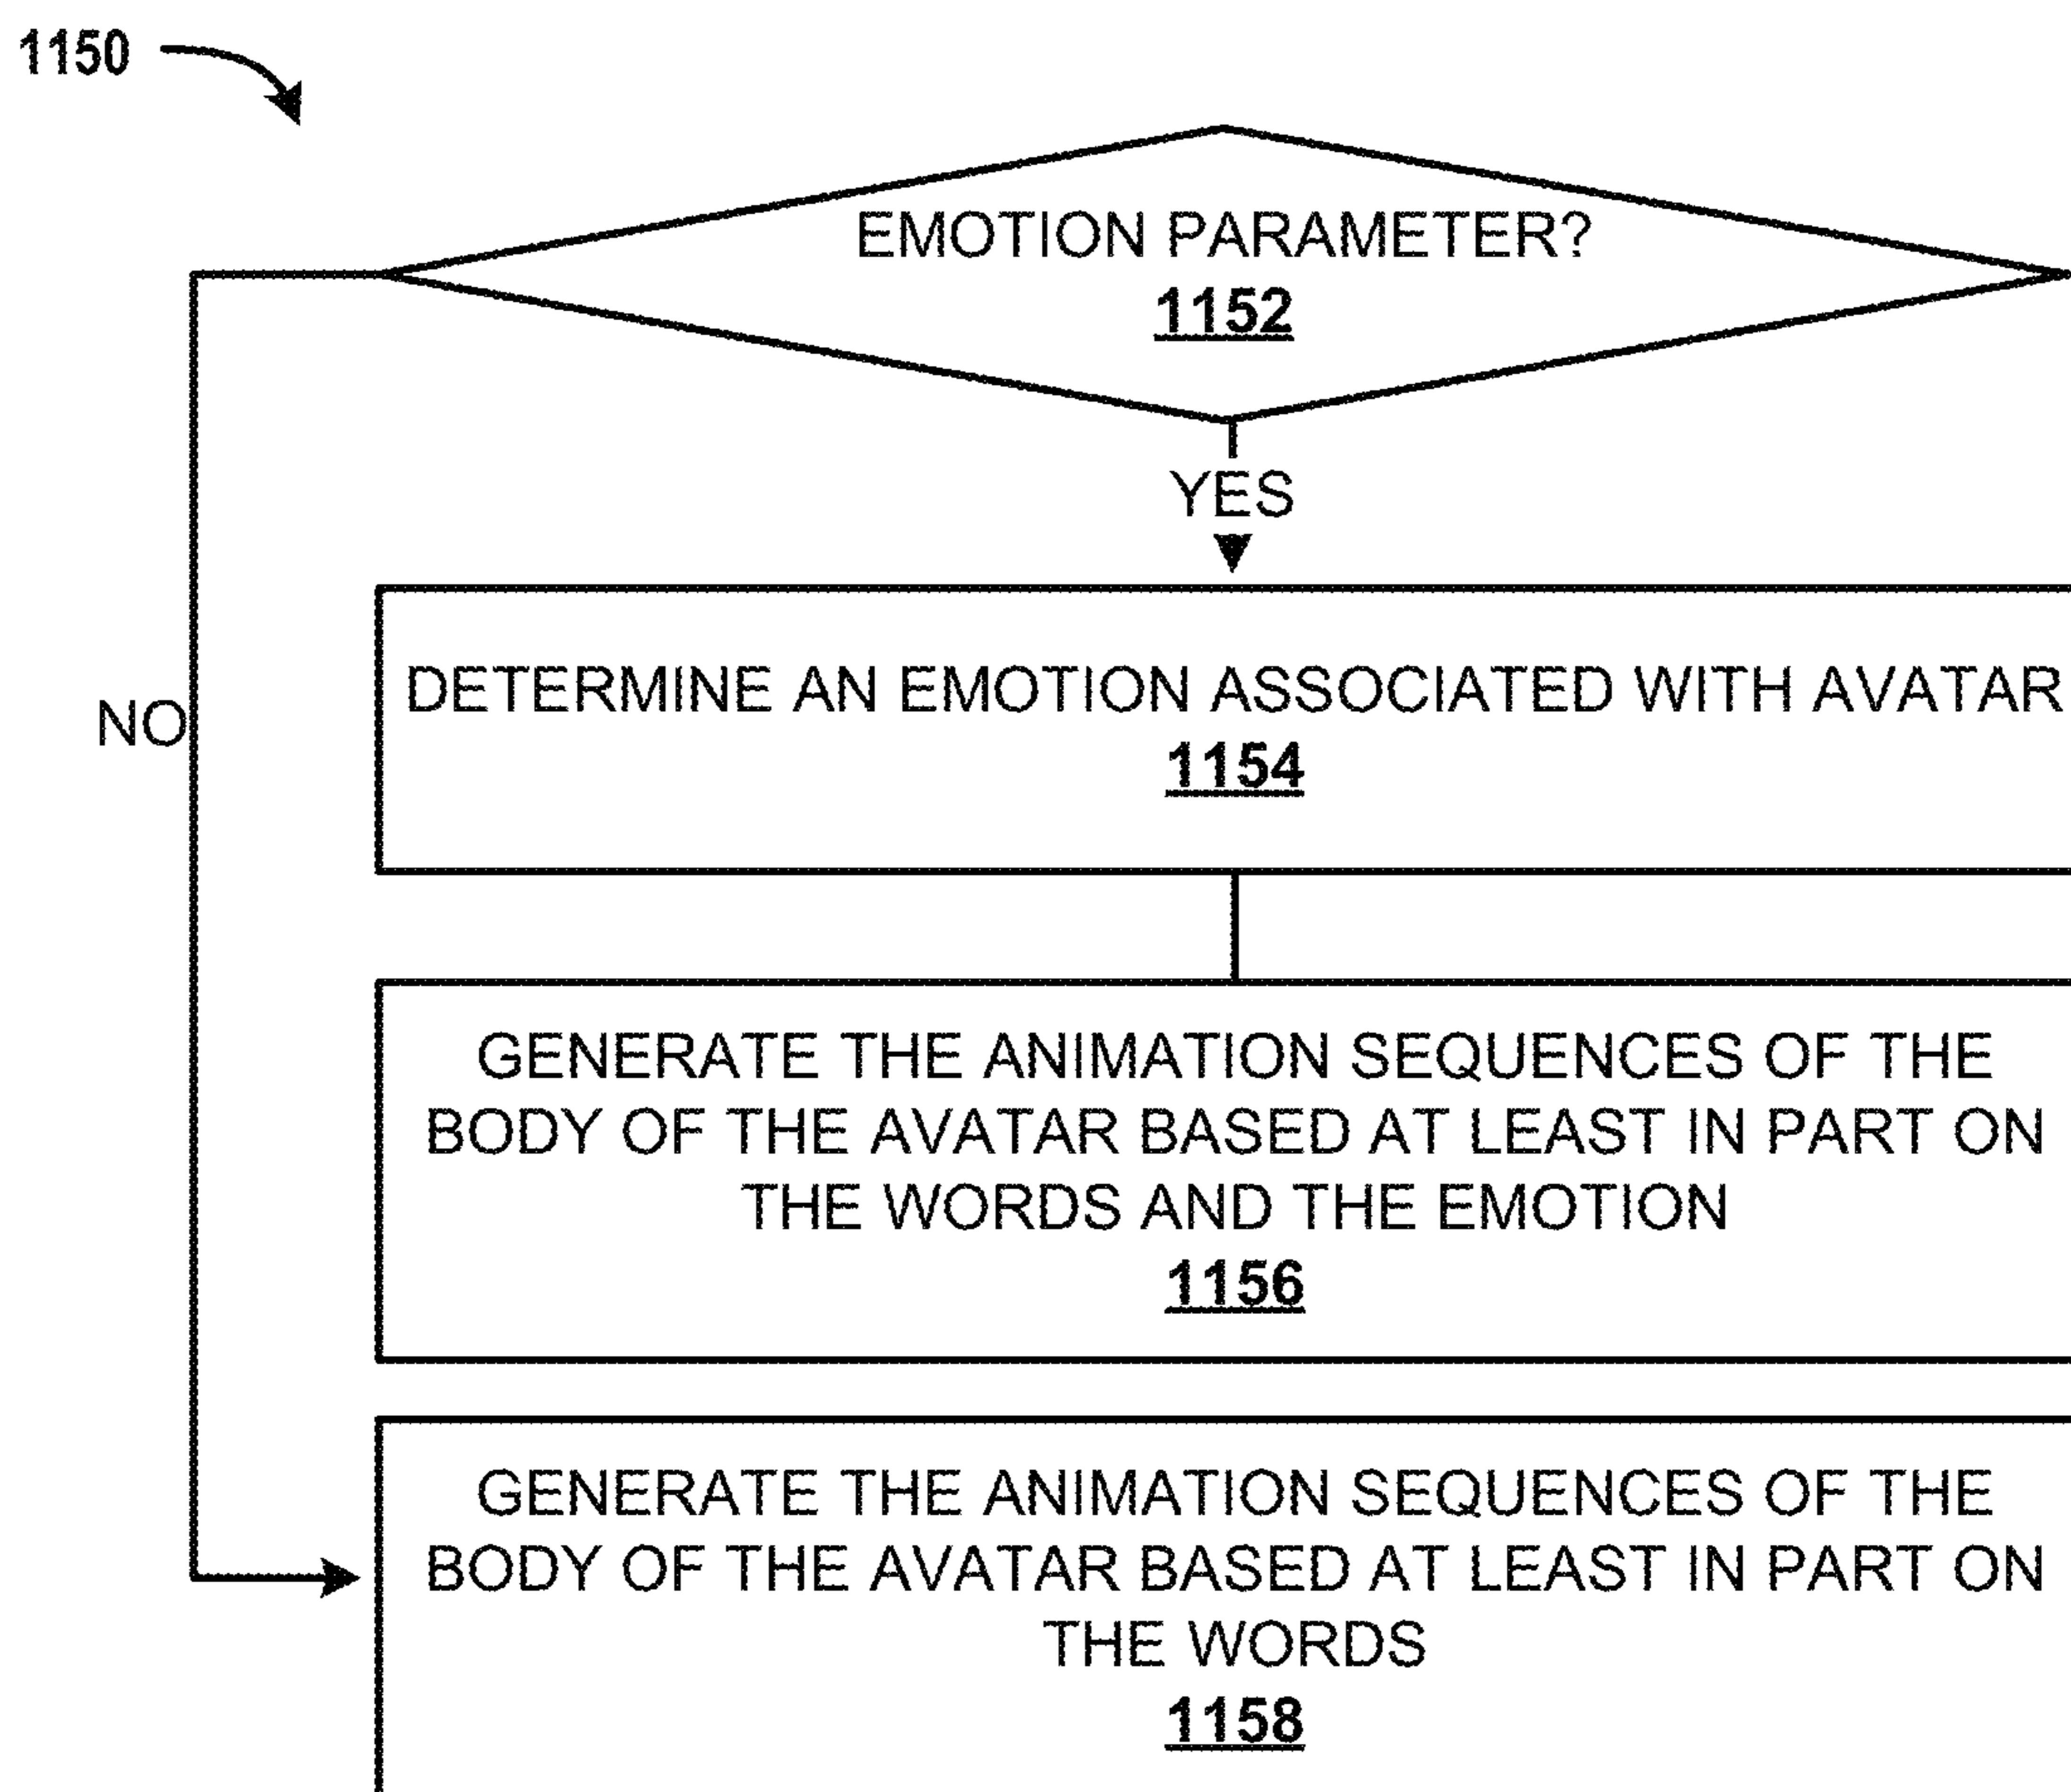 1150
EMOTION PARAMETER?
1152
YES
DETERMINE AN EMOTION ASSOCIATED WITH AVATAR
1154
NO
GENERATE THE ANIMATION SEQUENCES OF THE
BODY OF THE AVATAR BASED AT LEAST IN PART ON
THE WORDS AND THE EMOTION
1156
GENERATE THE ANIMATION SEQUENCES OF THE
BODY OF THE AVATAR BASED AT LEAST IN PART ON
THE WORDS
1158